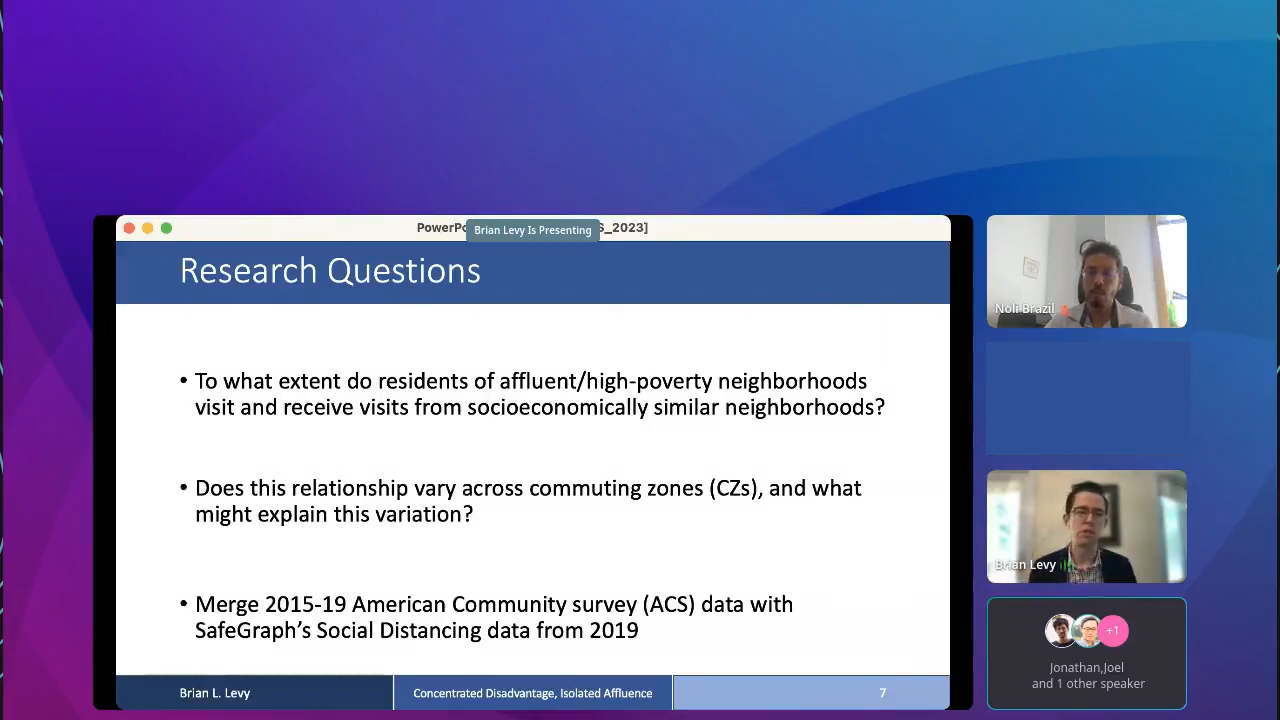 PowerPo
Brian Levy Is Presenting
S_2023]
Research Questions
• To what extent do residents of affluent/high-poverty neighborhoods
visit and receive visits from socioeconomically similar neighborhoods?
• Does this relationship vary across commuting zones (CZs), and what
might explain this variation?
• Merge 2015-19 American Community survey (ACS) data with
SafeGraph’s Social Distancing data from 2019
Brian L. Levy
Concentrated Disadvantage, Isolated Affluence
7
Noli Brazil
Brian Levy
+1
Jonathan,Joel
and 1 other speaker